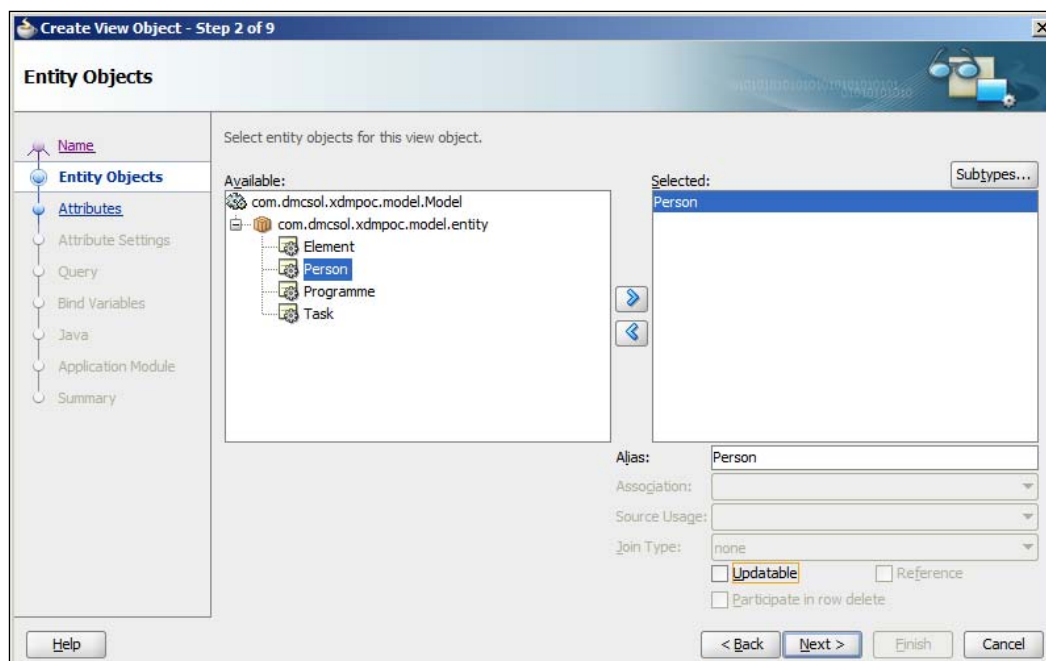 Create View Object - Step 2 of 9
Entity Objects
Name
Entity Objects
Attributes
Attribute Settings
Query
Bind Variables
Java
Application Module
Summary
Select entity objects for this view object.
Available:
com.dmcsol.xdmpoc.model.Model
com.dmcsol.xdmpoc.model.entity
Element
Person
Programme
Task
Selected:
Subtypes...
Person
Alias: Person
Association:
Source Usage:
Join Type: none
Updatable Reference
Participate in row delete
Help < Back Next > Finish Cancel